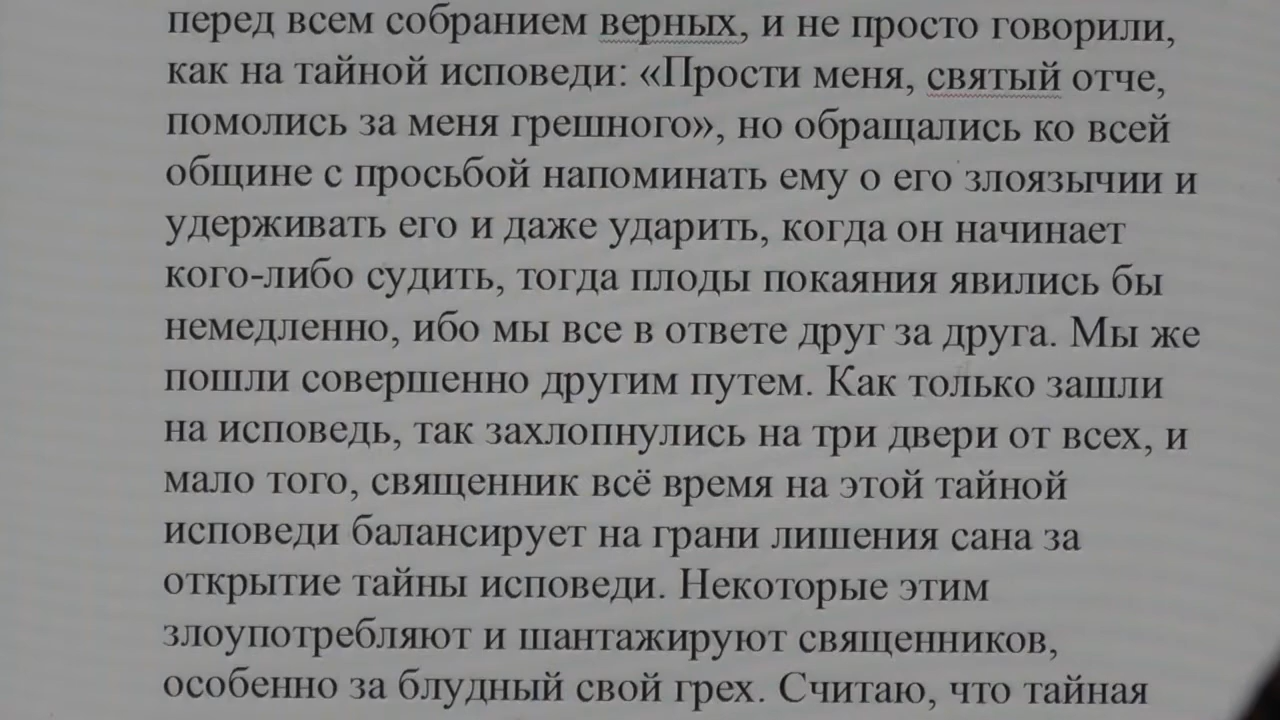 перед всем собранием верных, и не просто говорили,
как на тайной исповеди: «Прости меня, святый отче,
помолись за меня грешного», но обращались ко всей
общине с просьбой напоминать ему о его злоязычии и
удерживать его и даже ударить, когда он начинает
кого-либо судить, тогда плоды покаяния явились бы
немедленно, ибо мы все в ответе друг за друга. Мы же
пошли совершенно другим путем. Как только зашли
на исповедь, так захлопнулись на три двери от всех, и
мало того, священник всё время на этой тайной
исповеди балансирует на грани лишения сана за
открытие тайны исповеди. Некоторые этим
злоупотребляют и шантажируют священников,
особенно за блудный свой грех. Считаю, что тайная